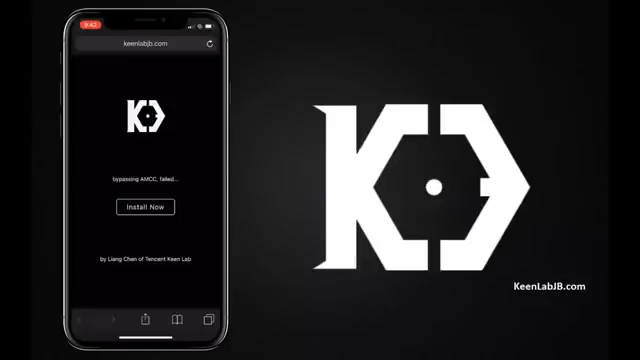 9:42
keenlabjb.com
bypassing AMCC, failed...
Install Now
by Liang Chen of Tencent Keen Lab
KeenLabJB.com